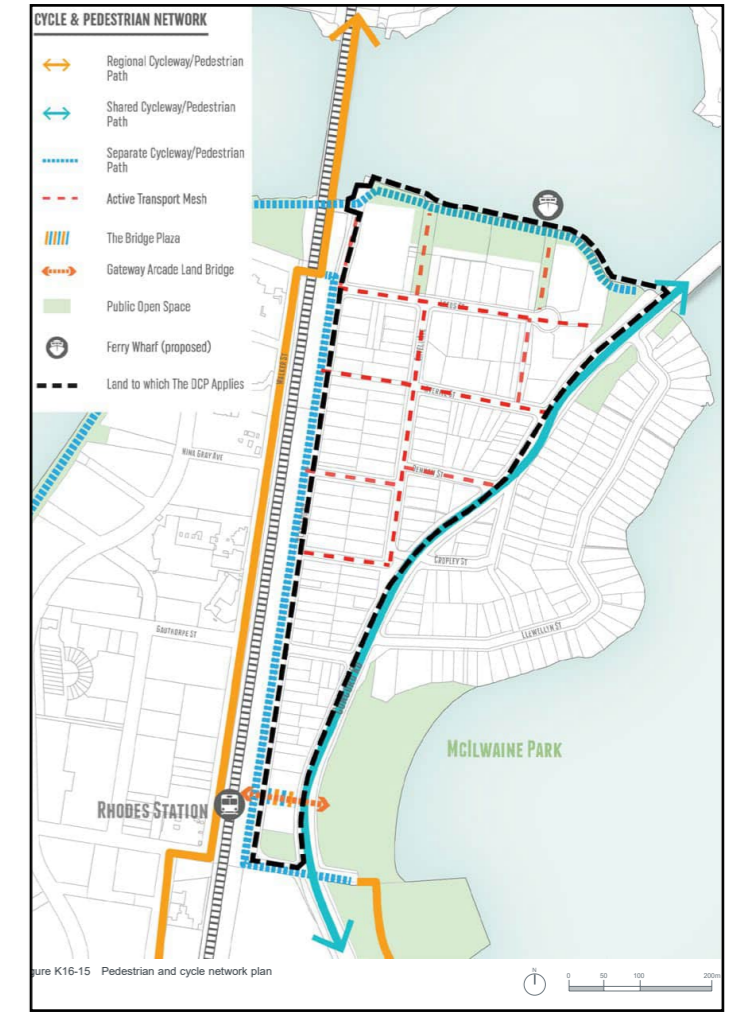 CYCLE & PEDESTRIAN NETWORK
Regional Cycleway/Pedestrian
Path
Shared Cycleway/Pedestrian
Path
Separate Cycleway/Pedestrian
Path
Active Transport Mesh
The Bridge Plaza
Gateway Arcade Land Bridge
Public Open Space
Ferry Wharf (proposed)
Land to which The DCP Applies
WALKER ST
KING GRAY AVE
CROPLEY ST
GAUTHORPE ST
LLEWELLYN ST
MCILWAINE PARK
RHODES STATION
gure K16-15 Pedestrian and cycle network plan
N
0 50 100 200m